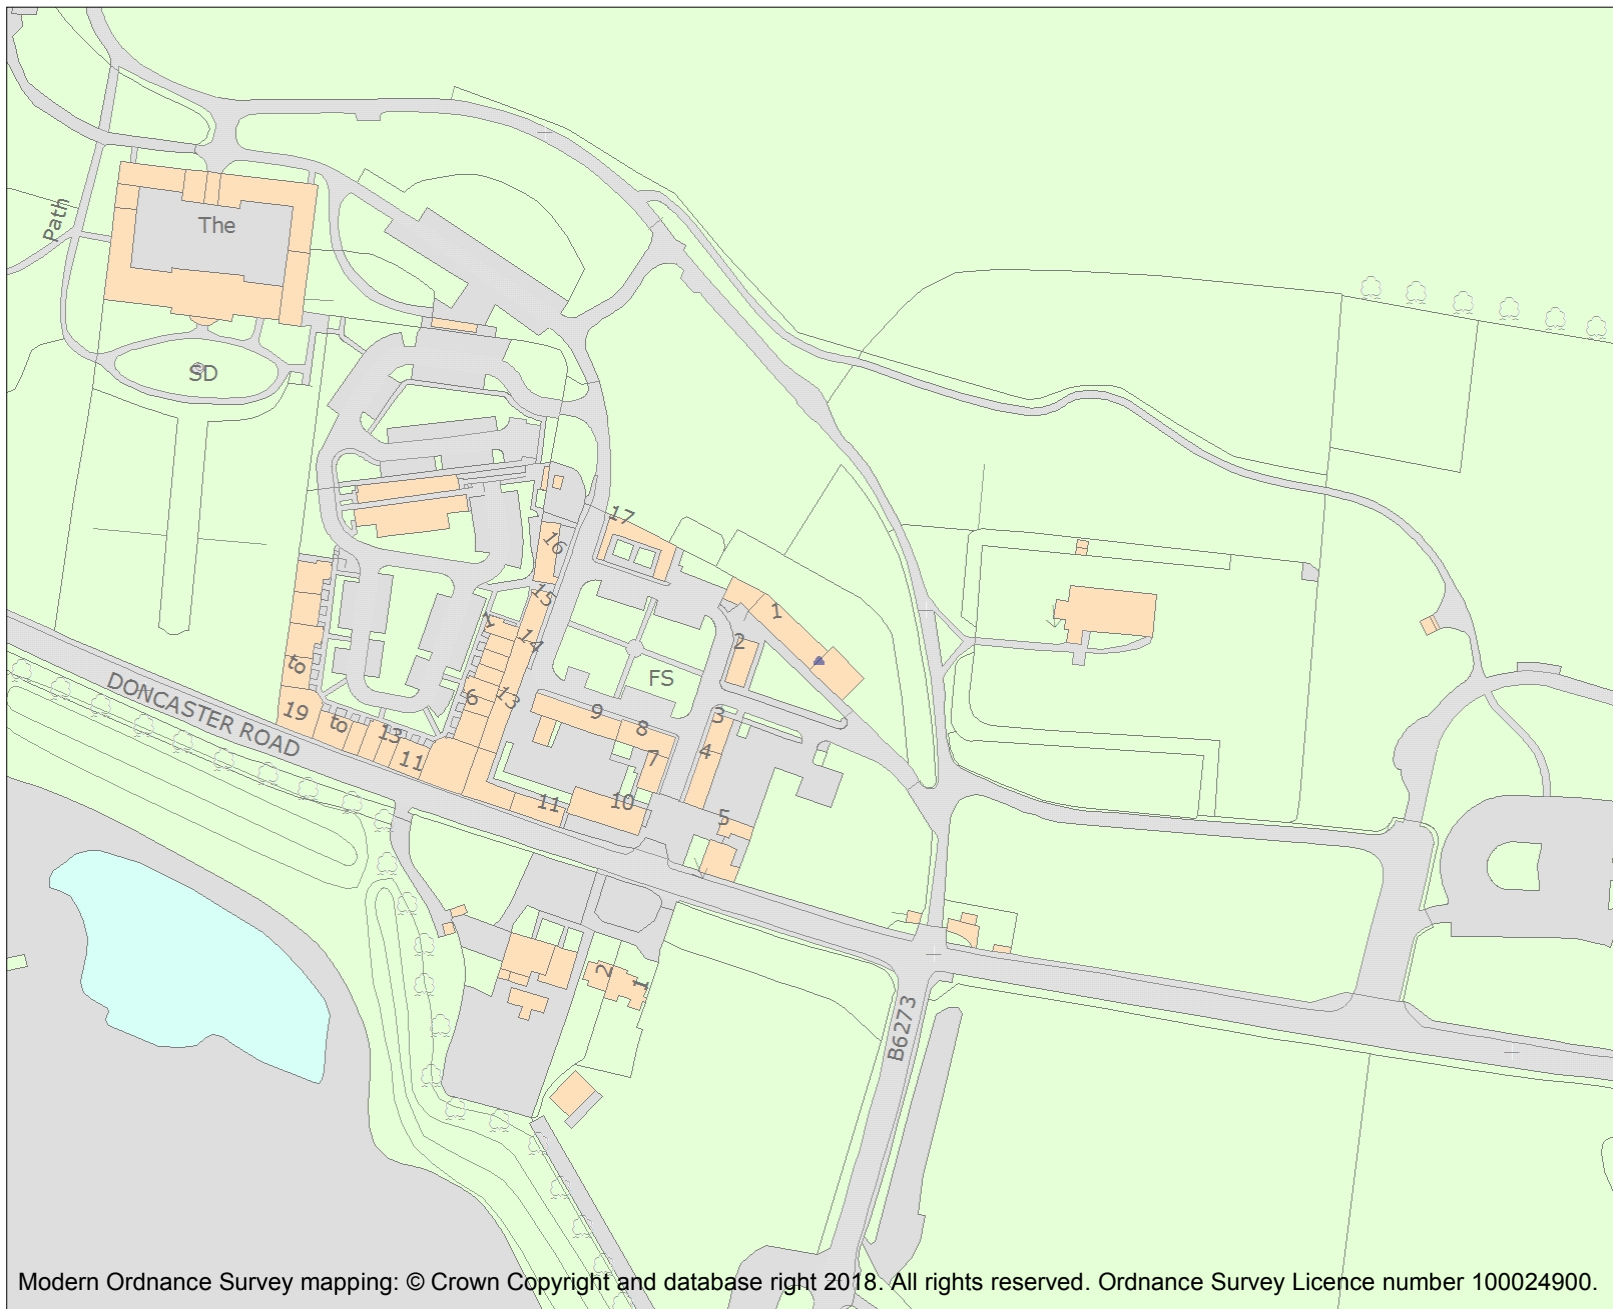 The
Path
SD
17
16
15
1
14
1
2
to
6
13
FS
19
to
13
11
9
8
3
4
7
DONCASTER ROAD
11
10
5
2
1
B6273
Modern Ordnance Survey mapping: © Crown Copyright and database right 2018. All rights reserved. Ordnance Survey Licence number 100024900.